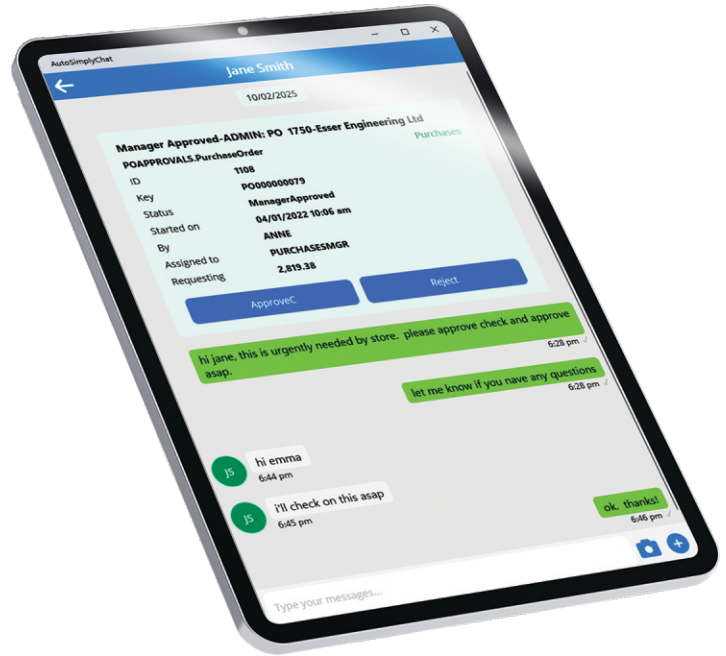 AutoSimplyChat
Jane Smith
10/02/2025
Manager Approved-ADMIN: PO 1750-Esser Engineering Ltd
POAPPROVALS.PurchaseOrder
Purchases
ID 1108
Key PO000000079
Status ManagerApproved
Started on 04/01/2022 10:06 am
By ANNE
Assigned to PURCHASESMGR
Requesting 2,819.38
ApproveC Reject
hi jane, this is urgently needed by store. please approve check and approve
asap.
6:28 pm
let me know if you nave any questions
6:28 pm
JS hi emma
6:44 pm
JS i'll check on this asap
6:45 pm
ok. thanks!
6:46 pm
Type your messages...